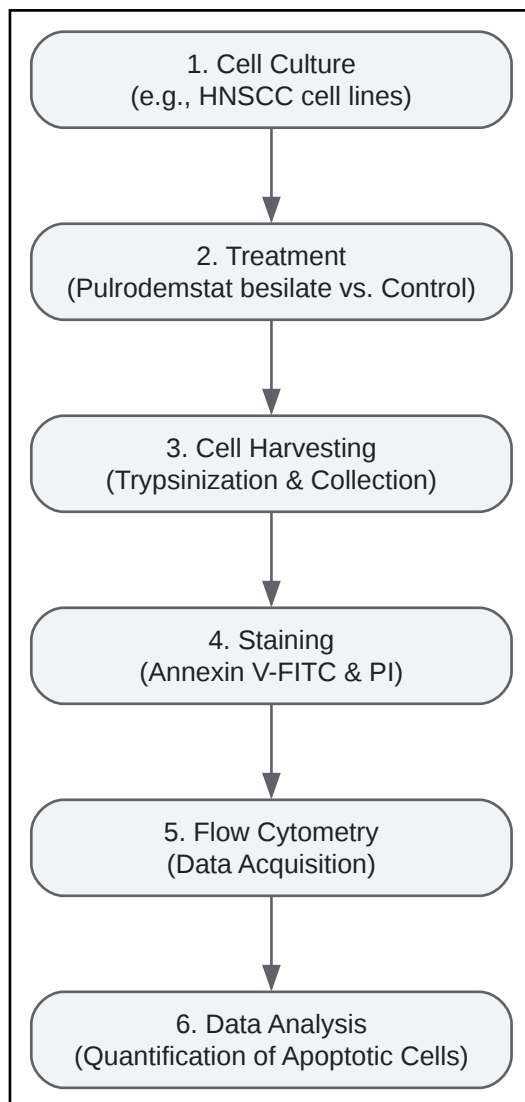 1. Cell Culture
(e.g., HNSCC cell lines)
2. Treatment
(Pulrodemstat besilate vs. Control)
3. Cell Harvesting
(Trypsinization & Collection)
4. Staining
(Annexin V-FITC & PI)
5. Flow Cytometry
(Data Acquisition)
6. Data Analysis
(Quantification of Apoptotic Cells)